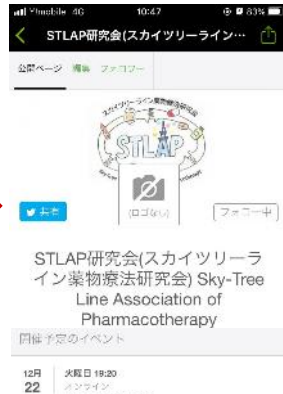 Y!mobile 4G 10:47 83%
STLAP研究会(スカイツリーライン…
公開ページ 編集 フォロワー
スカイツリーライン薬物療法研究会
STLAP
共有
(ロゴなし)
フォロー中
STLAP研究会(スカイツリーラ
イン薬物療法研究会) Sky-Tree
Line Association of
Pharmacotherapy
開催予定のイベント
12月 火曜日 19:20
22 オンライン